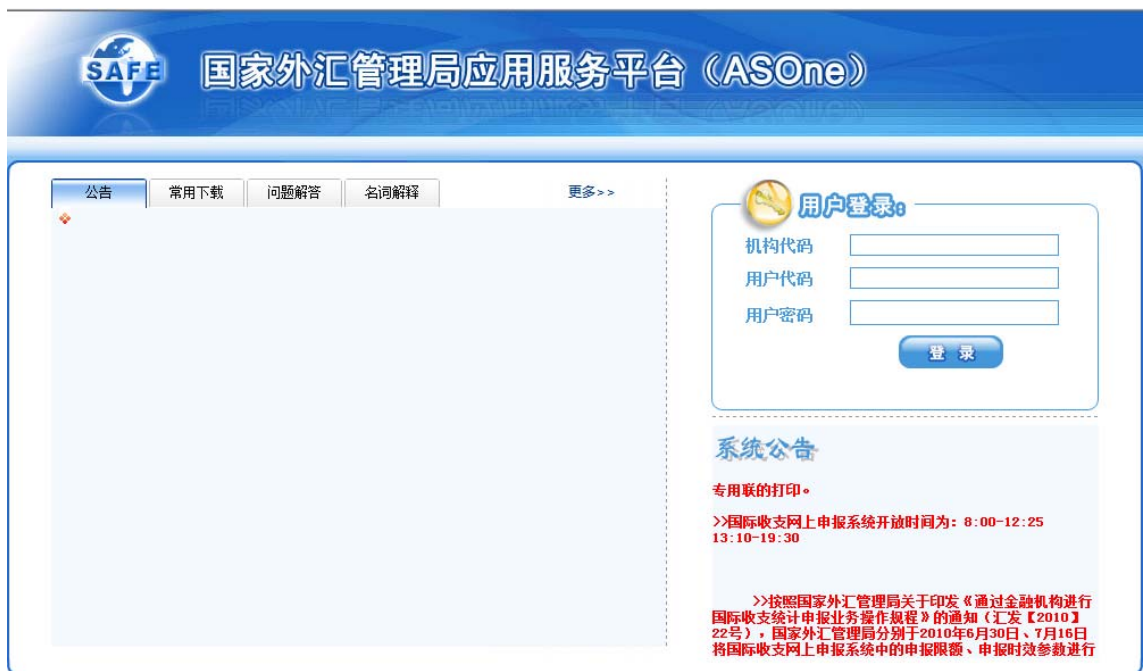 SAFE
国家外汇管理局应用服务平台（ASOne）
公告
常用下载
问题解答
名词解释
更多>>
用户登录:
机构代码
用户代码
用户密码
登 录
系统公告
专用联的打印。
>>国际收支网上申报系统开放时间为：8:00-12:25
13:10-19:30
>>按照国家外汇管理局关于印发《通过金融机构进行
国际收支统计申报业务操作规程》的通知（汇发【2010】
22号），国家外汇管理局分别于2010年6月30日、7月16日
将国际收支网上申报系统中的申报限额、申报时效参数进行